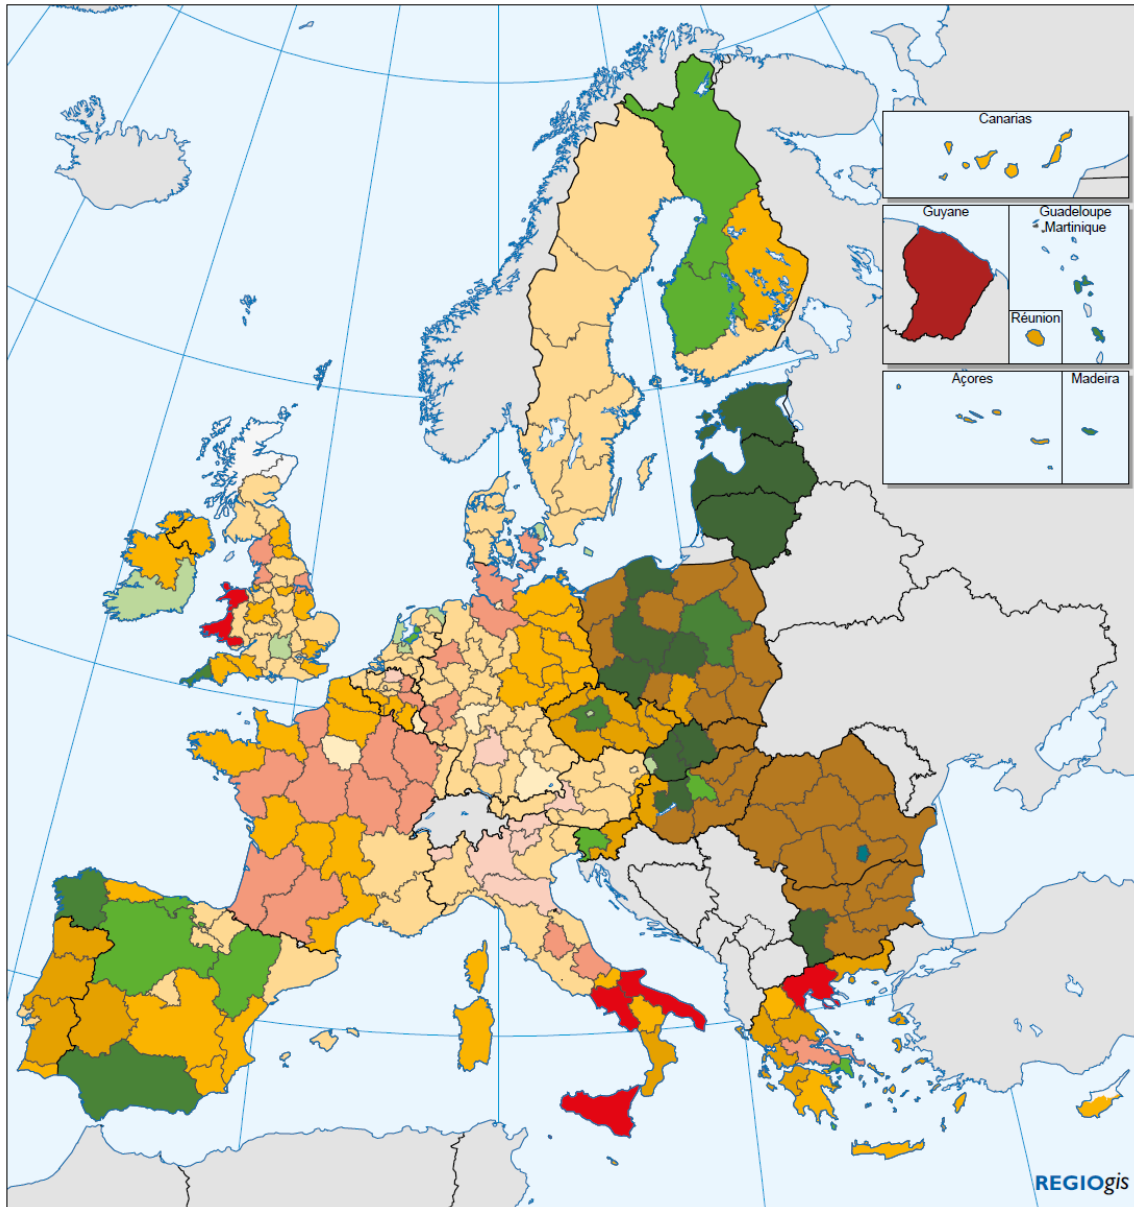 Canarias
Guyane
Guadeloupe
Martinique
Réunion
Açores
Madeira
REGIOgis